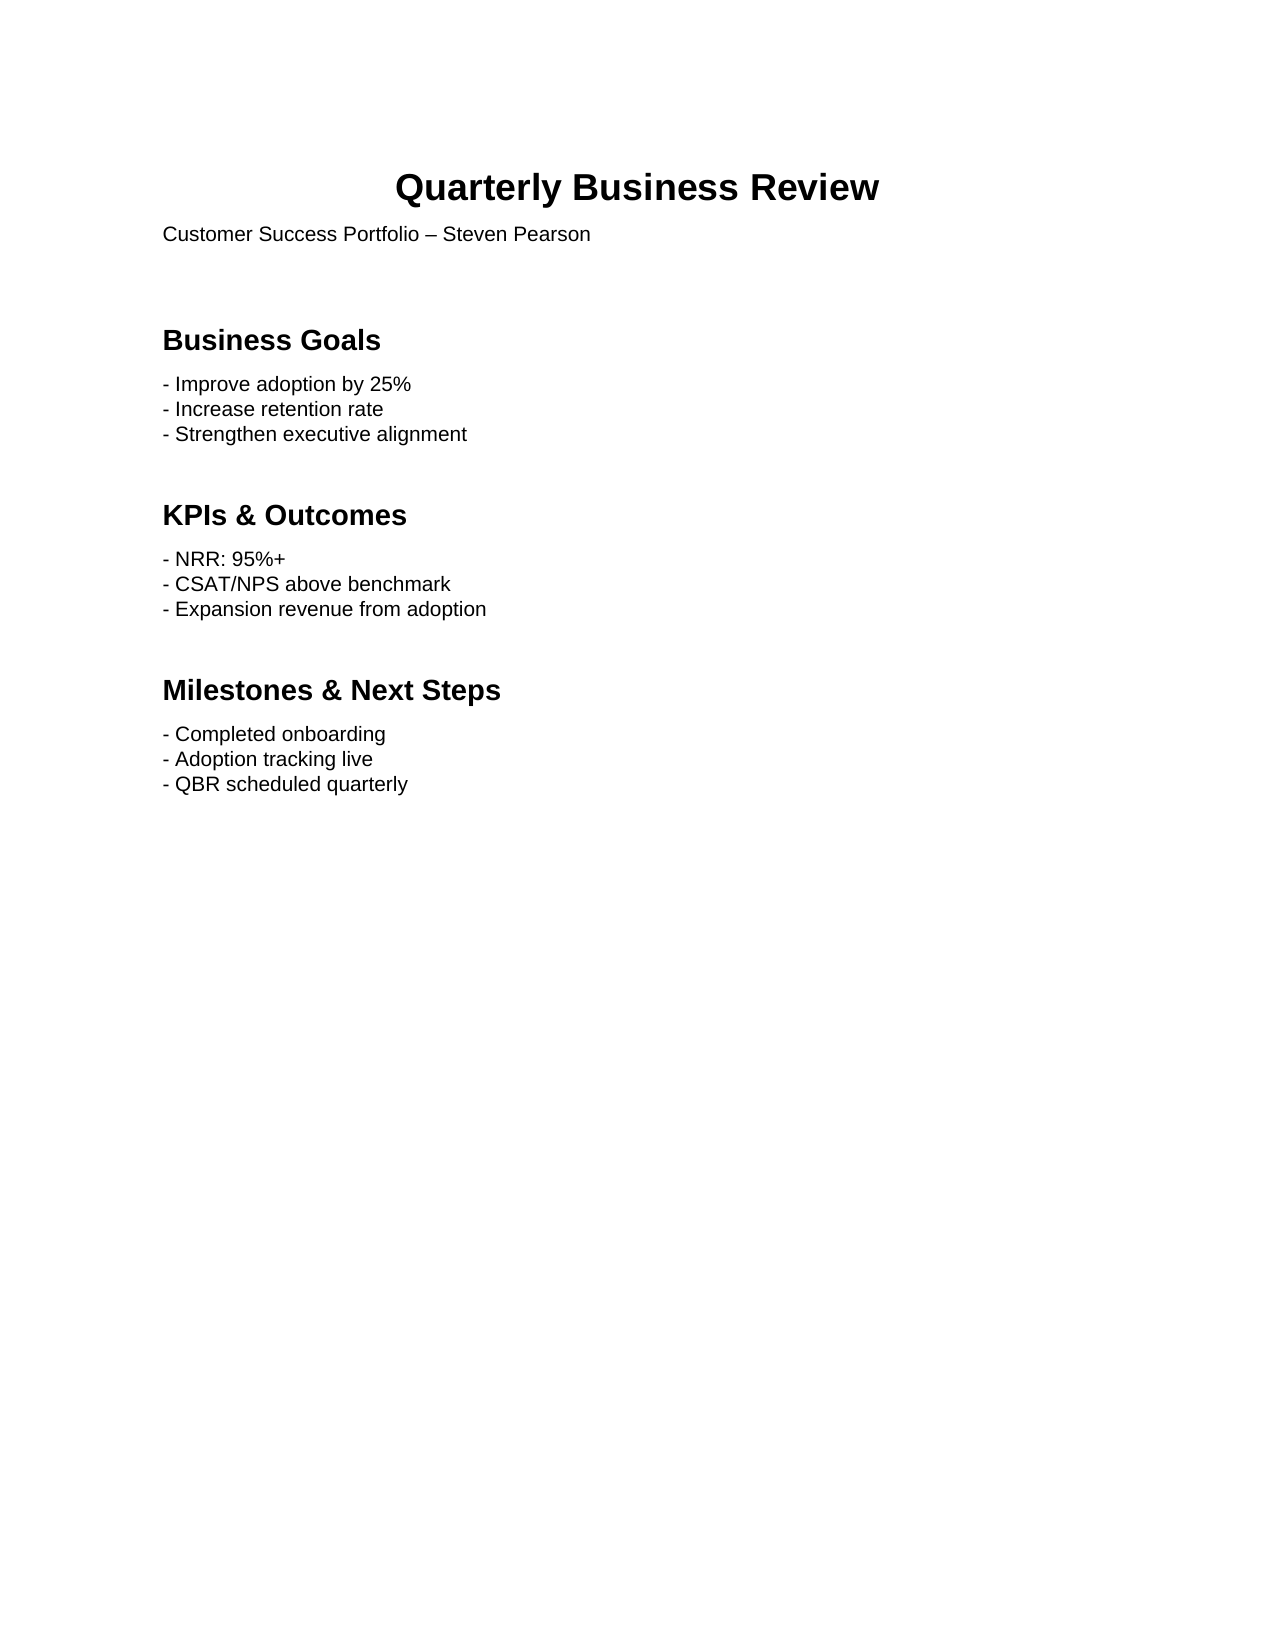 Quarterly Business Review
Customer Success Portfolio – Steven Pearson
Business Goals
- Improve adoption by 25%
- Increase retention rate
- Strengthen executive alignment
KPIs & Outcomes
- NRR: 95%+
- CSAT/NPS above benchmark
- Expansion revenue from adoption
Milestones & Next Steps
- Completed onboarding
- Adoption tracking live
- QBR scheduled quarterly